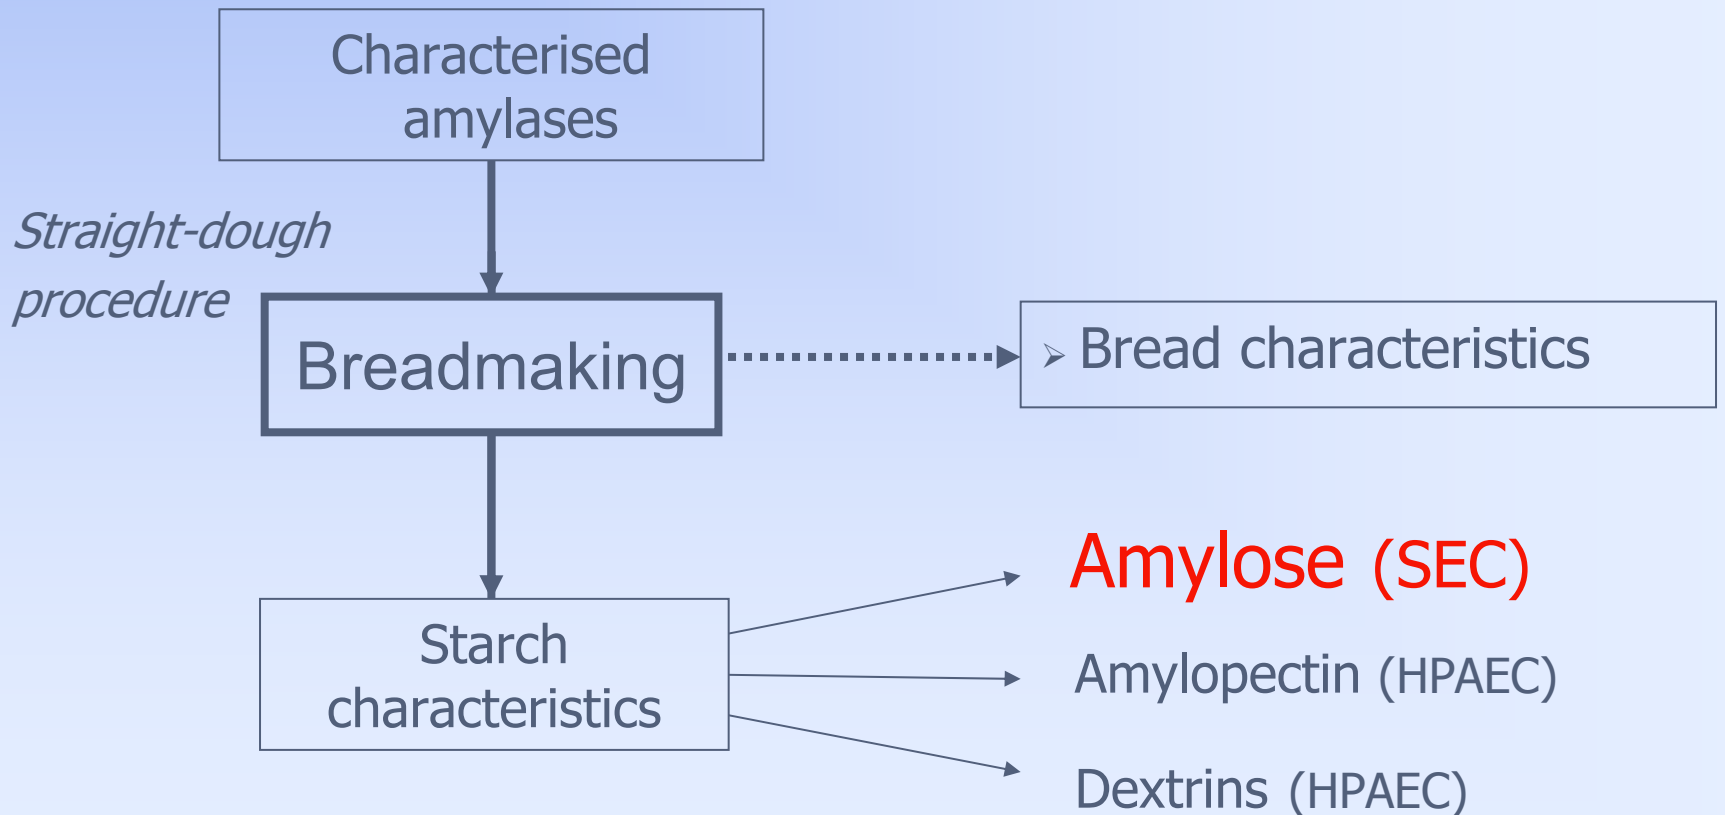 Characterised
amylases
Straight-dough
procedure
Breadmaking
➢ Bread characteristics
Starch
characteristics
Amylose (SEC)
Amylopectin (HPAEC)
Dextrins (HPAEC)